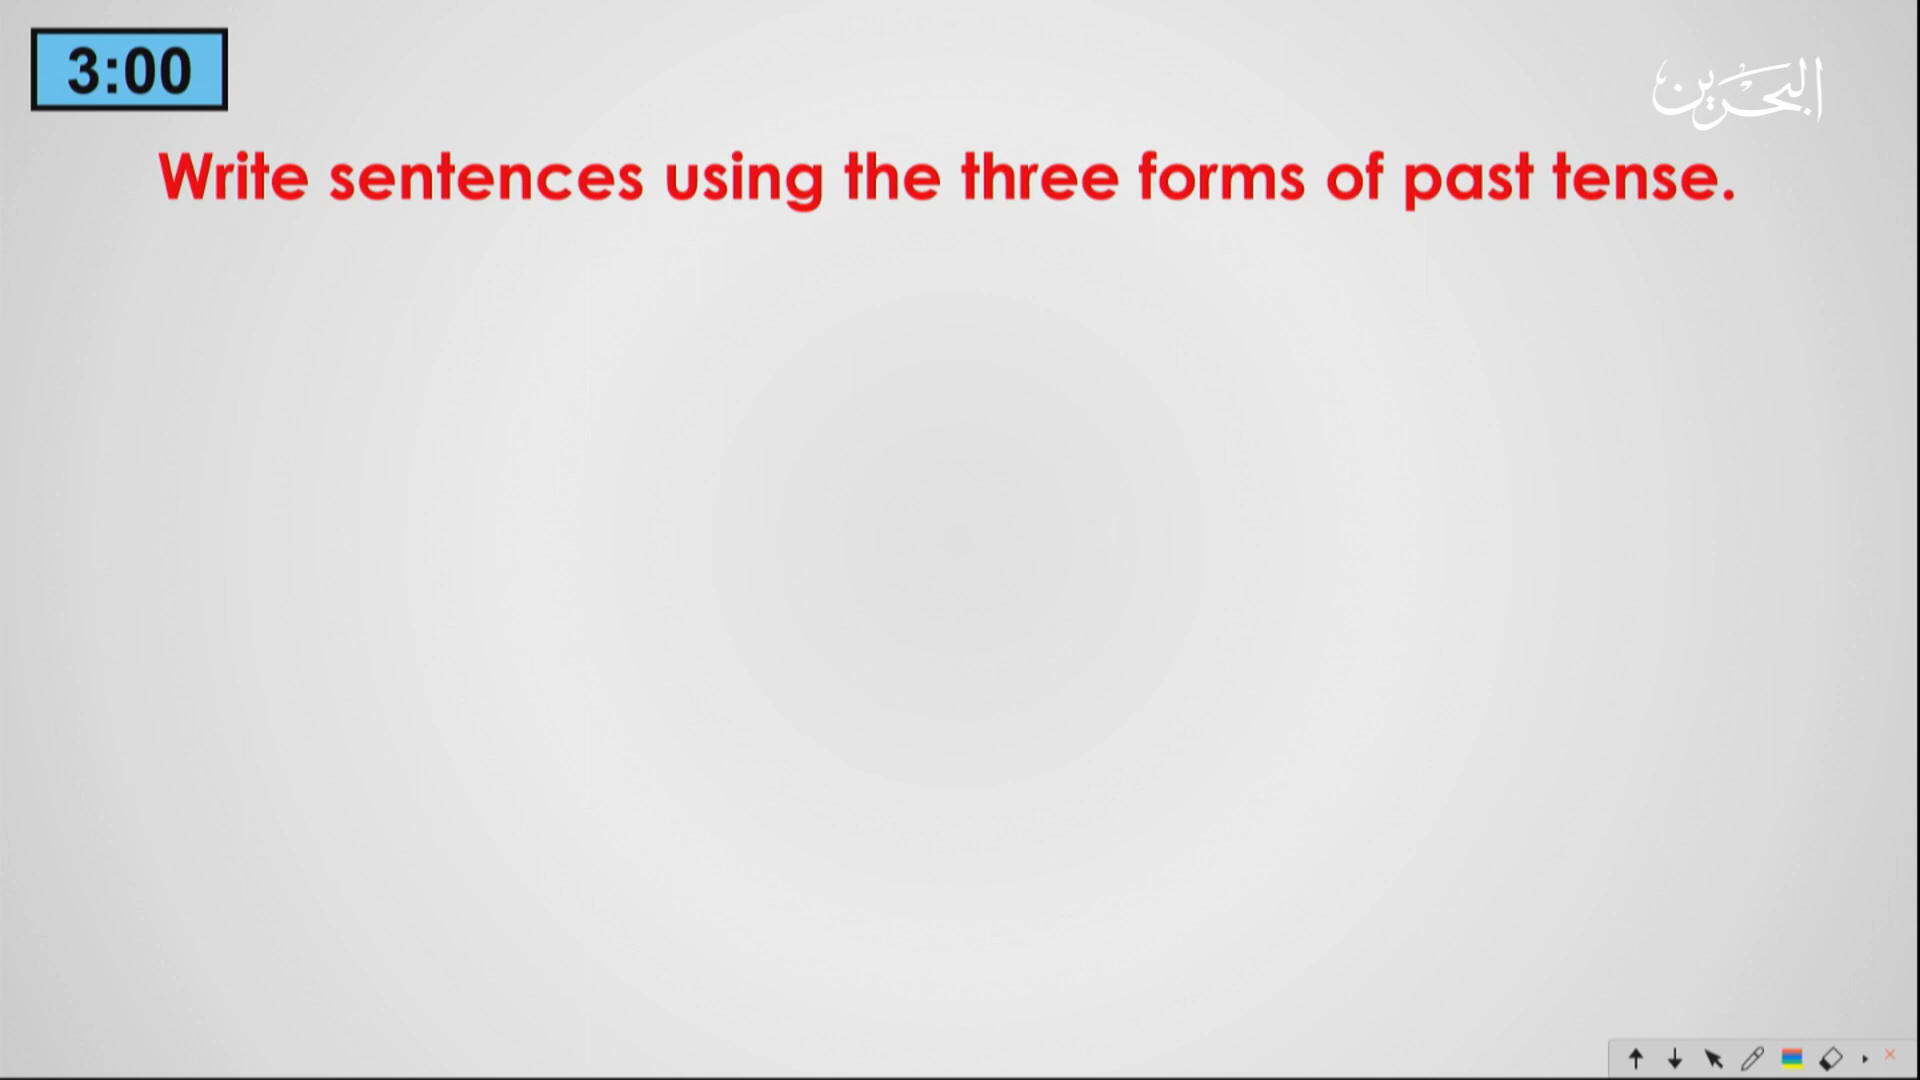 3:00
البحرين
Write sentences using the three forms of past tense.